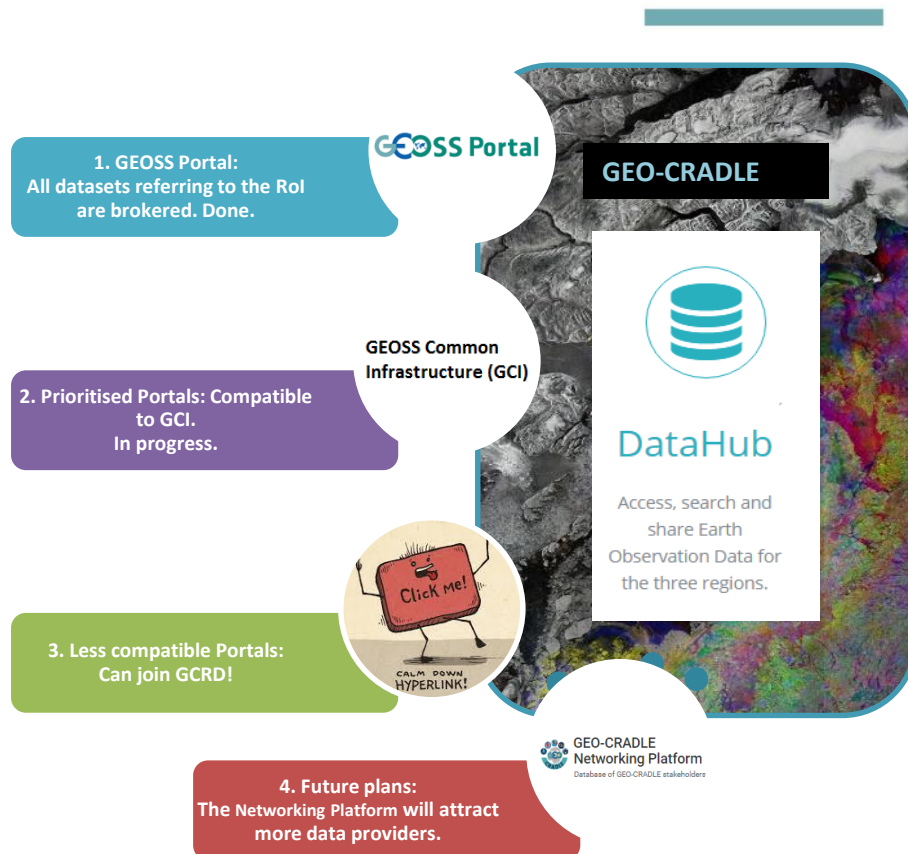 1. GEOSS Portal:
All datasets referring to the RoI
are brokered. Done.
GEOSS Portal
GEO-CRADLE
DataHub
Access, search and
share Earth
Observation Data for
the three regions.
GEOSS Common
Infrastructure (GCI)
2. Prioritised Portals: Compatible
to GCI.
In progress.
Click Me!
CALM DOWN
HYPERLINK!
3. Less compatible Portals:
Can join GCRD!
GEO-CRADLE
Networking Platform
Database of GEO-CRADLE stakeholders
4. Future plans:
The Networking Platform will attract
more data providers.